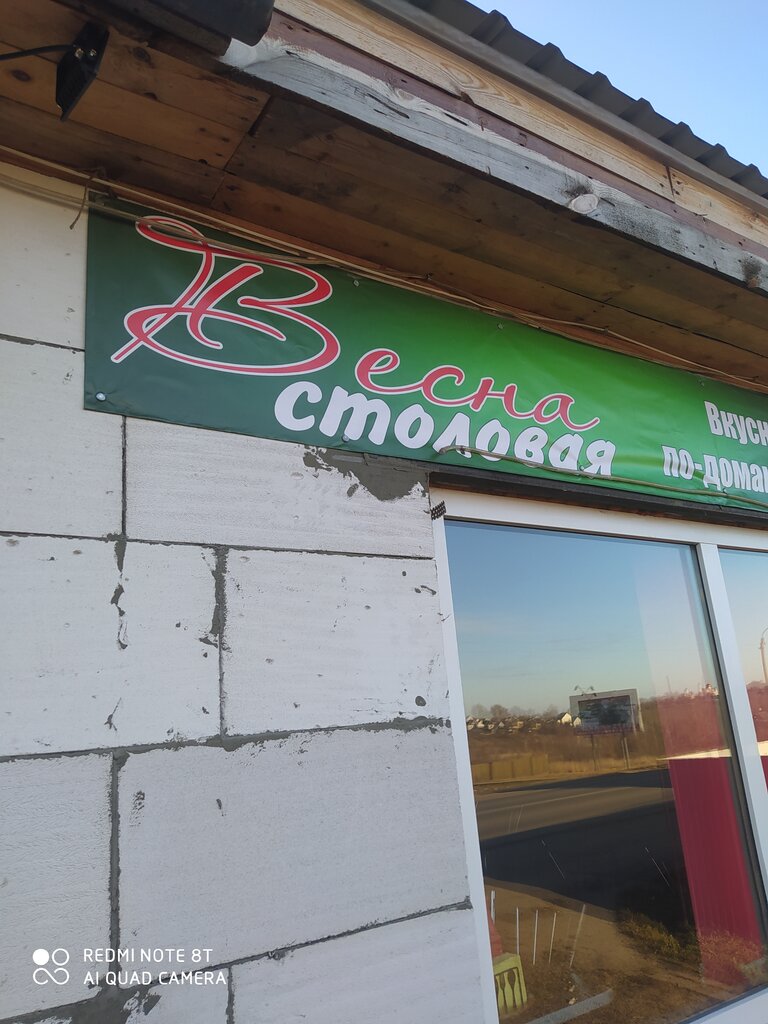 Весна
столовая
Вкусн
по-домаш
REDMI NOTE 8T
AI QUAD CAMERA